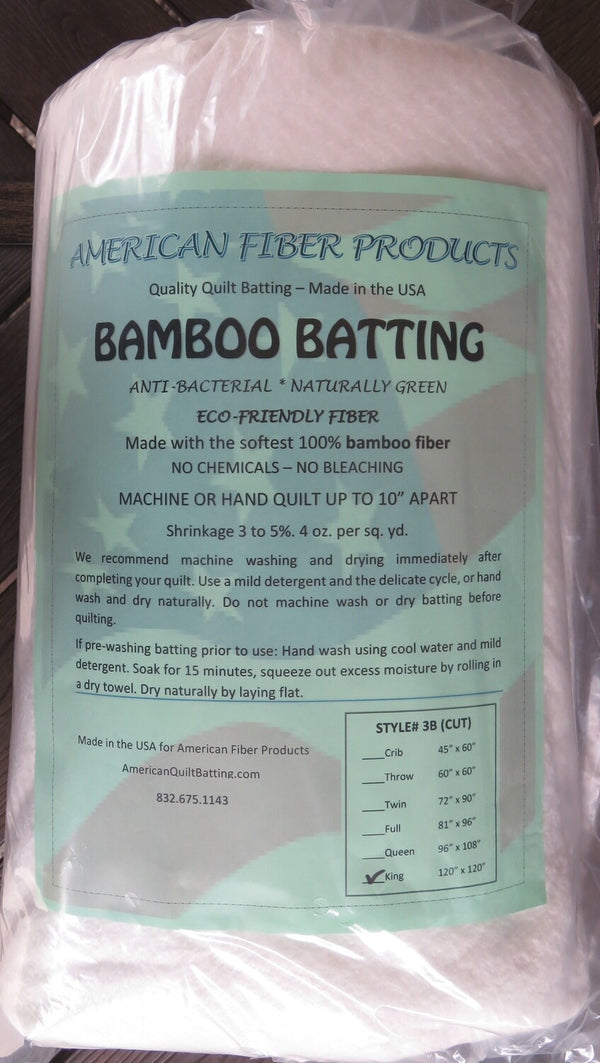 AMERICAN FIBER PRODUCTS
Quality Quilt Batting – Made in the USA
BAMBOO BATTING
ANTI-BACTERIAL * NATURALLY GREEN
ECO-FRIENDLY FIBER
Made with the softest 100% bamboo fiber
NO CHEMICALS – NO BLEACHING
MACHINE OR HAND QUILT UP TO 10” APART
Shrinkage 3 to 5%. 4 oz. per sq. yd.
We recommend machine washing and drying immediately after
completing your quilt. Use a mild detergent and the delicate cycle, or hand
wash and dry naturally. Do not machine wash or dry batting before
quilting.
If pre-washing batting prior to use: Hand wash using cool water and mild
detergent. Soak for 15 minutes, squeeze out excess moisture by rolling in
a dry towel. Dry naturally by laying flat.
Made in the USA for American Fiber Products
AmericanQuiltBatting.com
832.675.1143
STYLE# 3B (CUT)
___Crib 45” x 60”
___Throw 60” x 60”
___Twin 72” x 90”
___Full 81” x 96”
___Queen 96” x 108”
_✔_King 120” x 120”